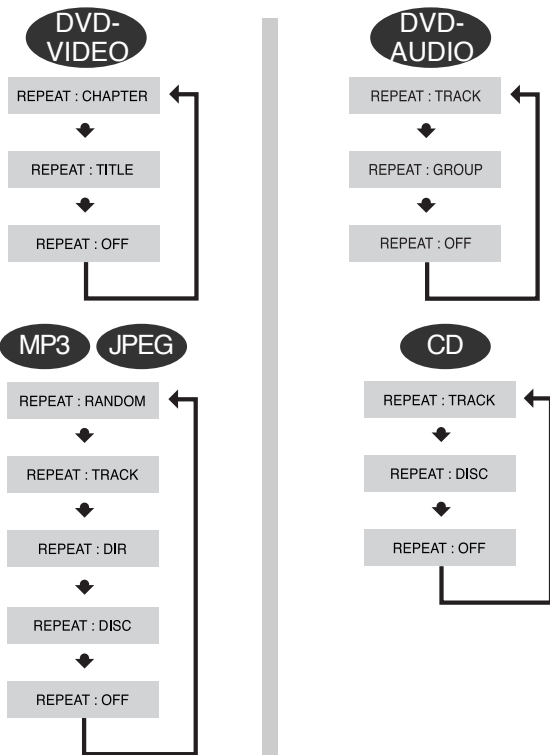 DVD-
VIDEO
REPEAT : CHAPTER
REPEAT : TITLE
REPEAT : OFF
DVD-
AUDIO
REPEAT : TRACK
REPEAT : GROUP
REPEAT : OFF
MP3 JPEG
REPEAT : RANDOM
REPEAT : TRACK
REPEAT : DIR
REPEAT : DISC
REPEAT : OFF
CD
REPEAT : TRACK
REPEAT : DISC
REPEAT : OFF